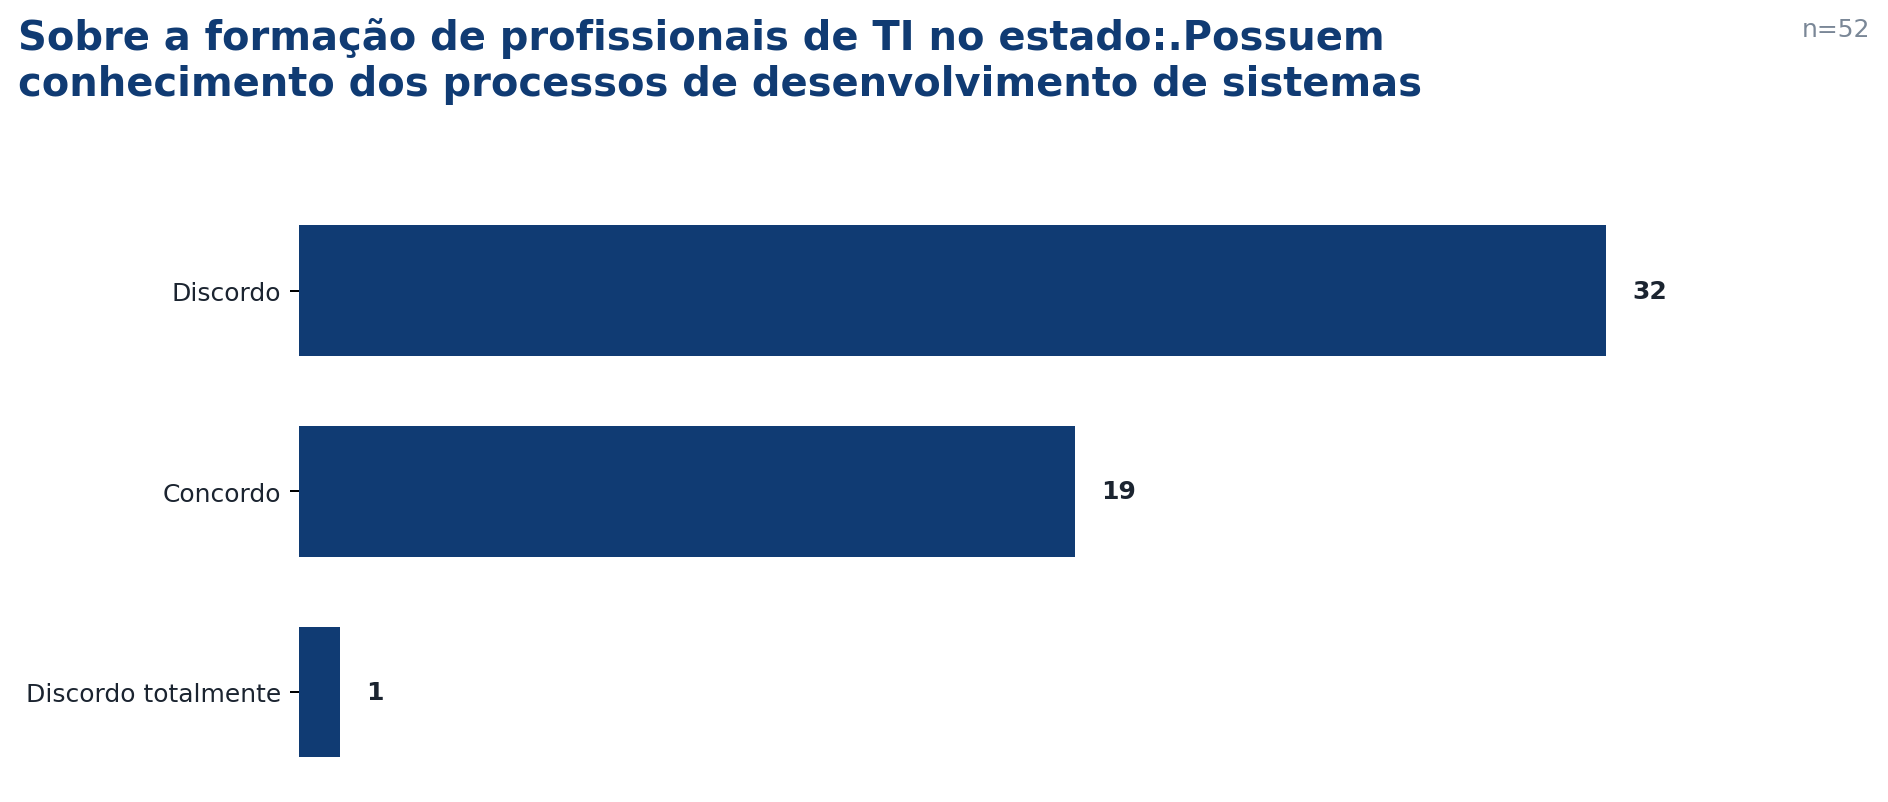 Sobre a formação de profissionais de TI no estado:.Possuem
conhecimento dos processos de desenvolvimento de sistemas
n=52
Discordo
32
Concordo
19
Discordo totalmente
1